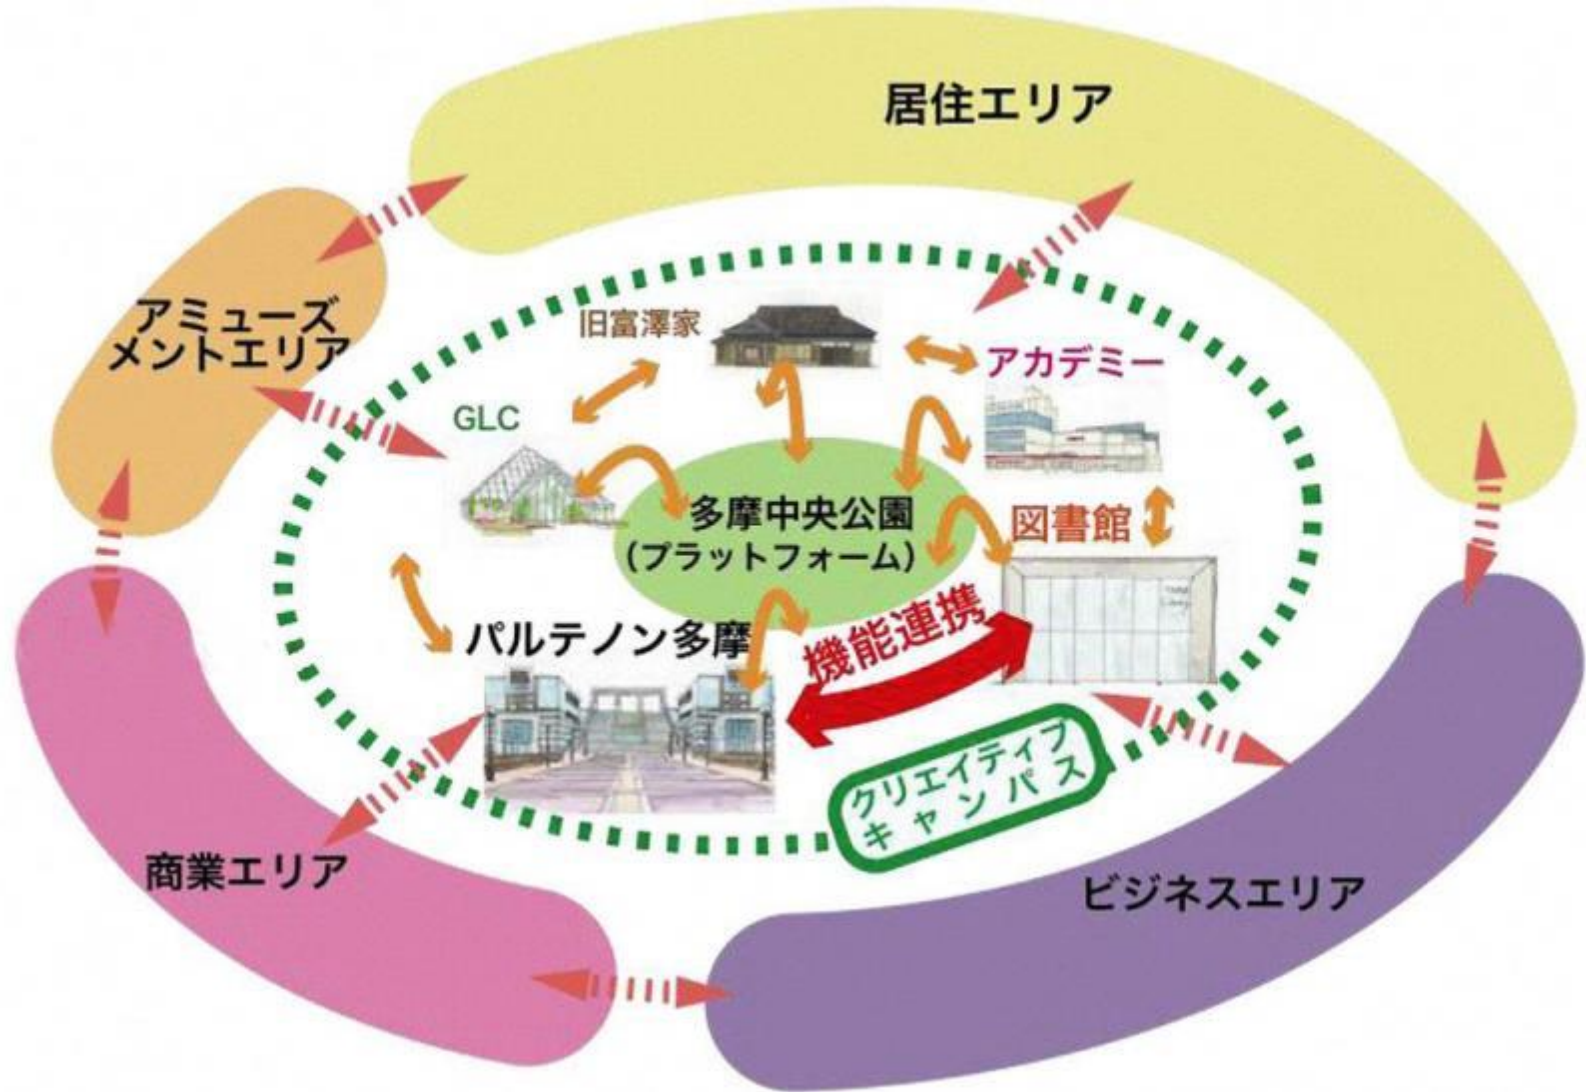 居住エリア
アミューズ
メントエリア
旧富澤家
アカデミー
GLC
多摩中央公園
（プラットフォーム）
図書館
パルテノン多摩
機能連携
クリエイティブ
キャンパス
商業エリア
ビジネスエリア